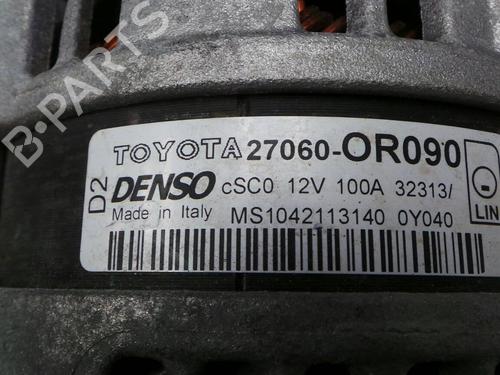 B-PARTS
TOYOTA 27060-OR090
D2
DENSO cSC0 12V 100A 32313/
LIN
Made in Italy MS1042113140 0Y040